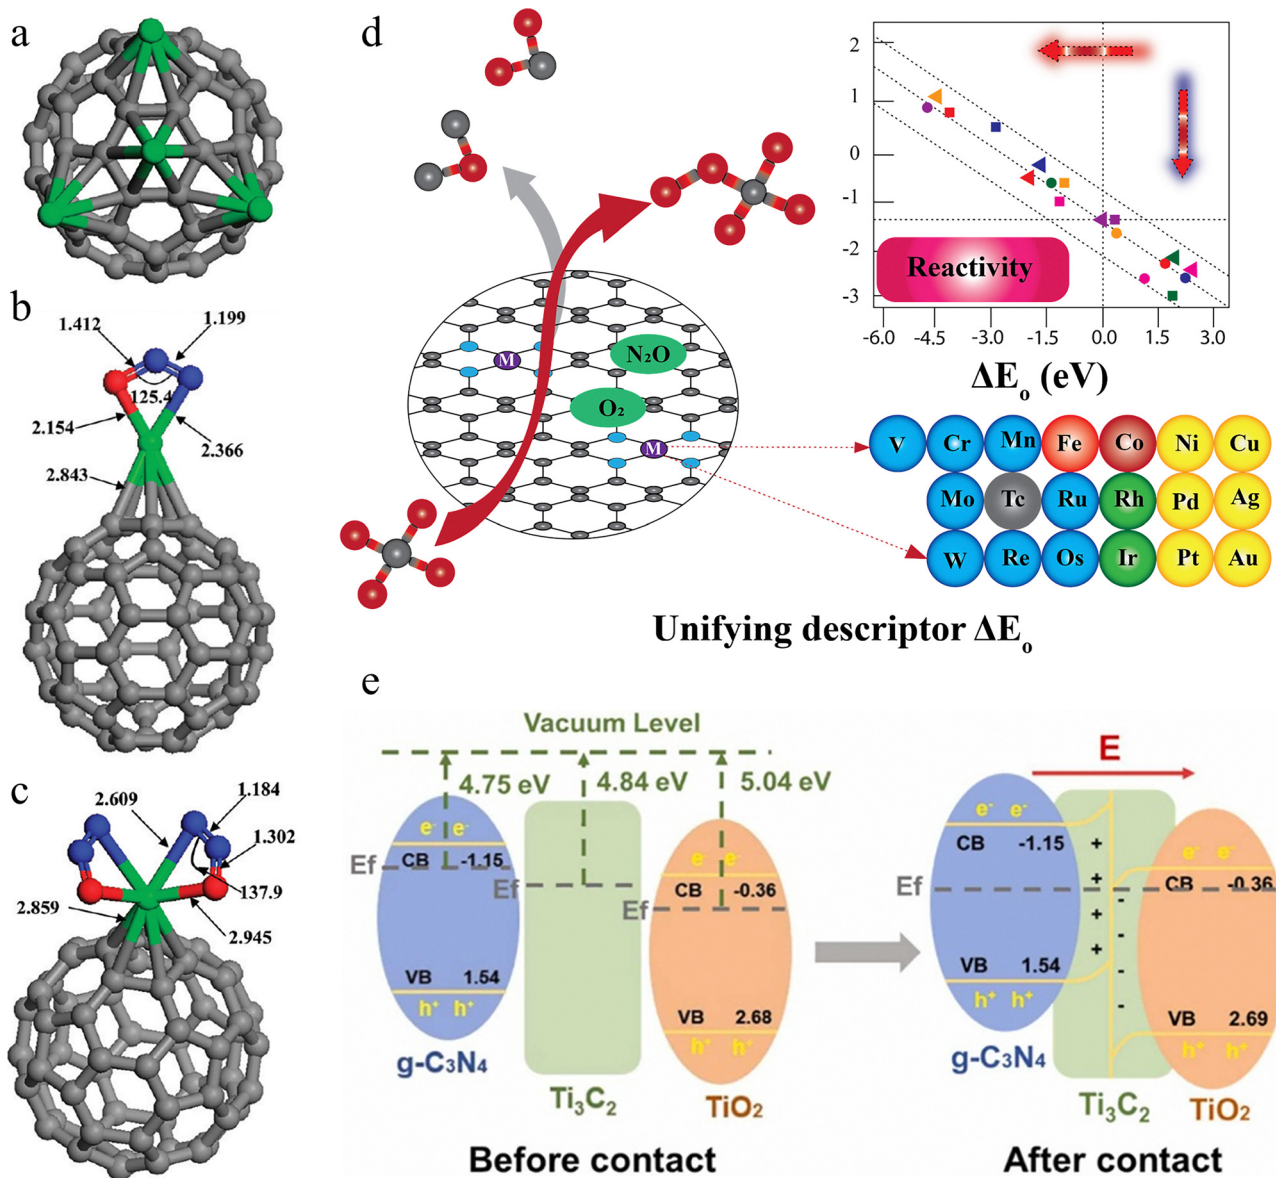 a
b
1.412
1.199
125.4
2.154
2.366
2.843
c
2.609
1.184
1.302
137.9
2.859
2.945
d
M
N₂O
O₂
M
2
1
0
-1
-2
-3
Reactivity
-6.0 -4.5 -3.0 -1.5 0.0 1.5 3.0
ΔEₒ (eV)
V Cr Mn Fe Co Ni Cu
Mo Tc Ru Rh Pd Ag
W Re Os Ir Pt Au
Unifying descriptor ΔEₒ
e
Vacuum Level
4.75 eV 4.84 eV 5.04 eV
e⁻ e⁻
Ef CB -1.15
VB 1.54
h⁺ h⁺
g-C₃N₄
Ef
Ti₃C₂
e⁻ e⁻
CB -0.36
Ef
VB 2.68
h⁺ h⁺
TiO₂
Before contact
E
e⁻ e⁻
CB -1.15
Ef
VB 1.54
h⁺ h⁺
g-C₃N₄
+
+
+
+
-
-
-
-
Ti₃C₂
e⁻ e⁻
CB -0.36
VB 2.69
h⁺ h⁺
TiO₂
After contact